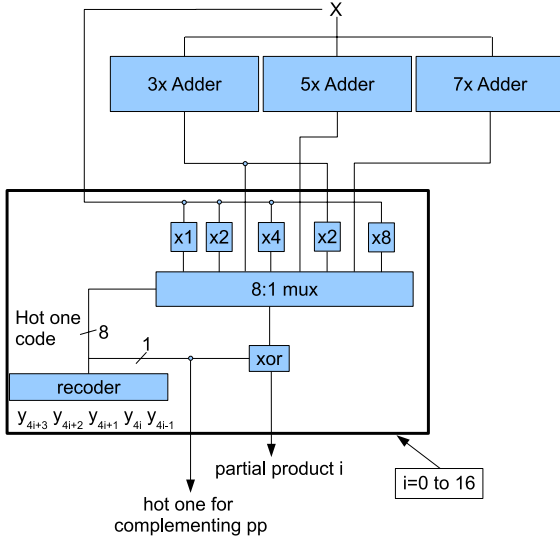 X
3x Adder
5x Adder
7x Adder
x1
x2
x4
x2
x8
8:1 mux
Hot one
code
8
1
xor
recoder
y4i+3 y4i+2 y4i+1 y4i y4i-1
partial product i
i=0 to 16
hot one for
complementing pp